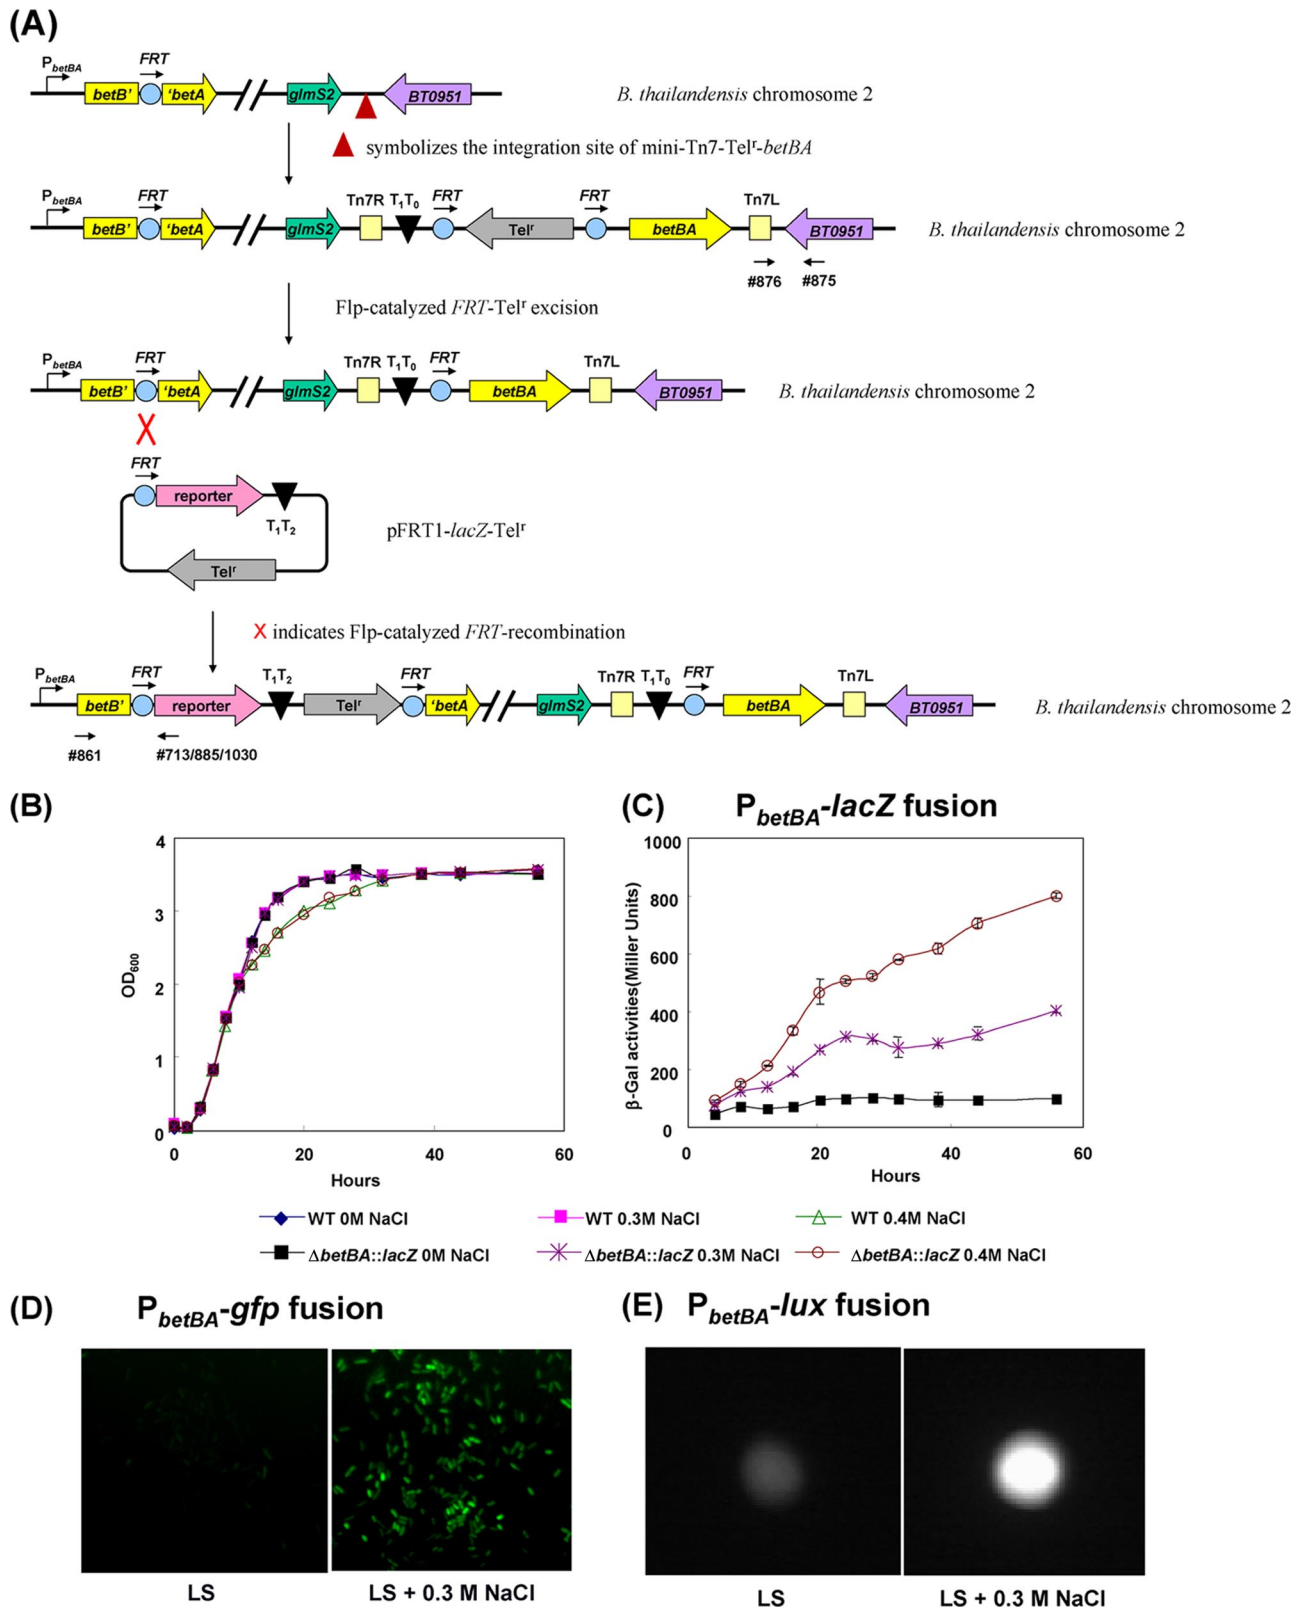 (A)
P_betBA FRT
betB' 'betA glmS2 BT0951 B. thailandensis chromosome 2
symbolizes the integration site of mini-Tn7-Telʳ-betBA
P_betBA FRT Tn7R T₁T₀ FRT FRT Tn7L
betB' 'betA glmS2 Telʳ betBA BT0951 B. thailandensis chromosome 2
#876 #875
Flp-catalyzed FRT-Telʳ excision
P_betBA FRT Tn7R T₁T₀ FRT Tn7L
betB' 'betA glmS2 betBA BT0951 B. thailandensis chromosome 2
X
FRT
reporter
T₁T₂
pFRT1-lacZ-Telʳ
Telʳ
X indicates Flp-catalyzed FRT-recombination
P_betBA FRT T₁T₂ FRT Tn7R T₁T₀ FRT Tn7L
betB' reporter Telʳ 'betA glmS2 betBA BT0951 B. thailandensis chromosome 2
#861 #713/885/1030
(B)
4
3
2
1
0
OD₆₀₀
0 20 40 60
Hours
(C) P_betBA-lacZ fusion
1000
800
600
400
200
0
β-Gal activities(Miller Units)
0 20 40 60
Hours
WT 0M NaCl WT 0.3M NaCl WT 0.4M NaCl
ΔbetBA::lacZ 0M NaCl ΔbetBA::lacZ 0.3M NaCl ΔbetBA::lacZ 0.4M NaCl
(D) P_betBA-gfp fusion
LS LS + 0.3 M NaCl
(E) P_betBA-lux fusion
LS LS + 0.3 M NaCl